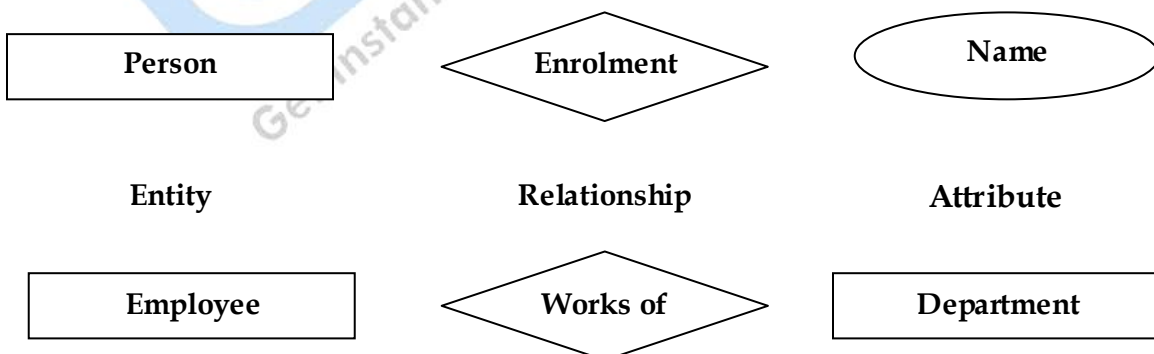 Person Enrolment Name
Entity Relationship Attribute
Employee Works of Department